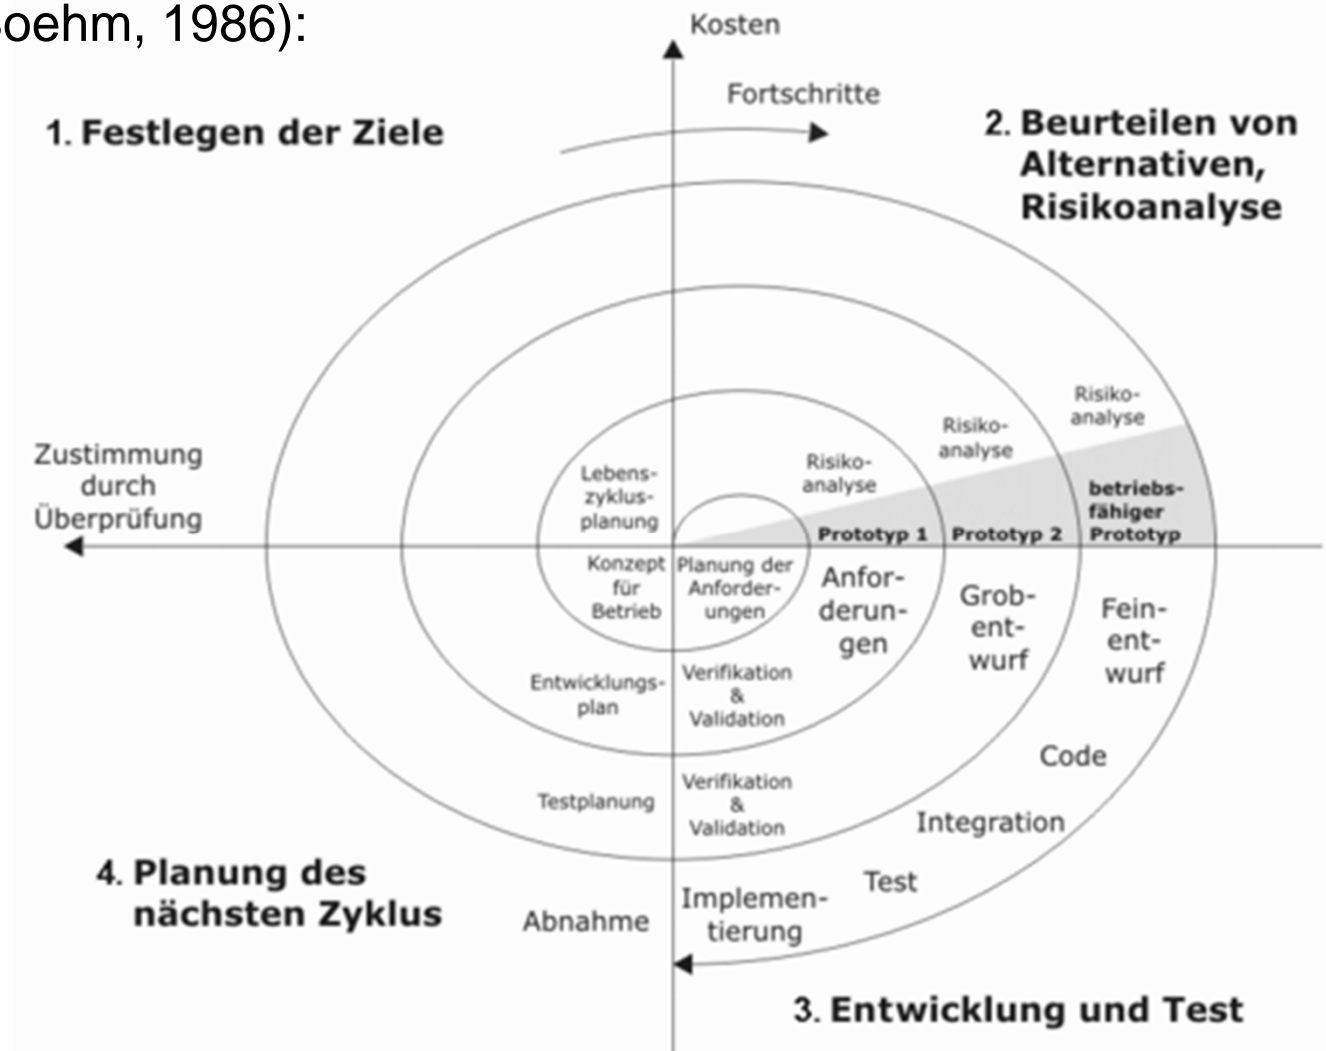 oehm, 1986):
Kosten
Fortschritte
1. Festlegen der Ziele
2. Beurteilen von
Alternativen,
Risikoanalyse
Risiko-
analyse
Risiko-
analyse
Risiko-
analyse
Zustimmung
durch
Überprüfung
Lebens-
zyklus-
planung
betriebs-
fähiger
Prototyp
Prototyp 1
Prototyp 2
Konzept
für
Betrieb
Planung der
Anforder-
ungen
Anfor-
derun-
gen
Grob-
ent-
wurf
Fein-
ent-
wurf
Entwicklungs-
plan
Verifikation
&
Validation
Code
Testplanung
Verifikation
&
Validation
Integration
Test
4. Planung des
nächsten Zyklus
Abnahme
Implemen-
tierung
3. Entwicklung und Test